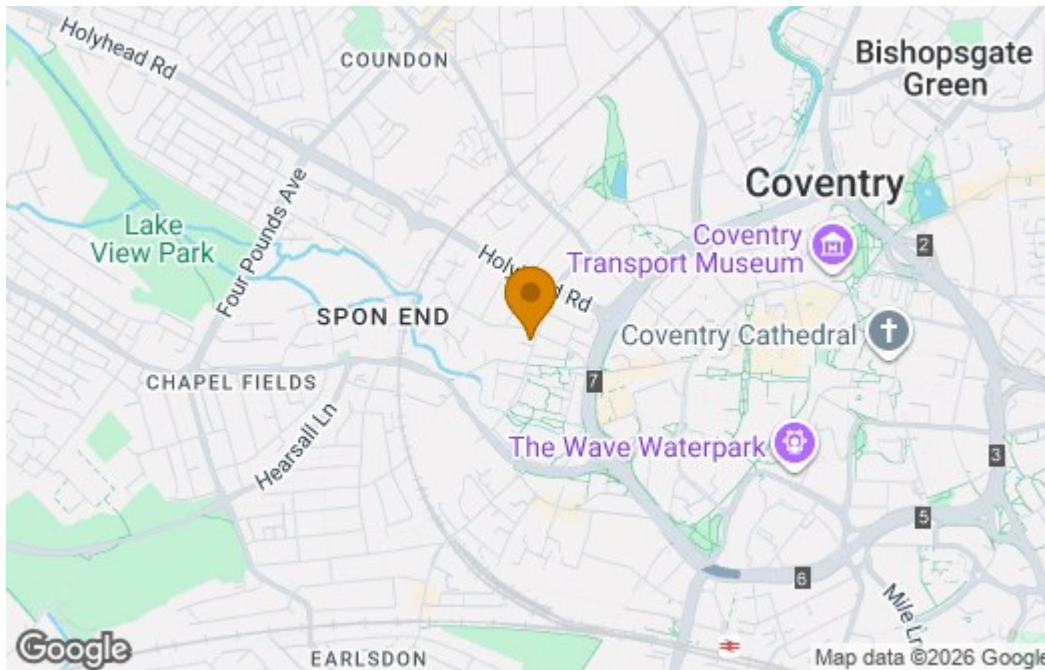 Holyhead Rd
COUNDON
Bishopsgate
Green
Four Pounds Ave
Coventry
Lake
View Park
Coventry
Transport Museum
2
Holyhead Rd
SPON END
Coventry Cathedral
CHAPEL FIELDS
7
Hearsall Ln
The Wave Waterpark
3
5
6
Mile Ln
EARLSDON
Google
Map data ©2026 Google